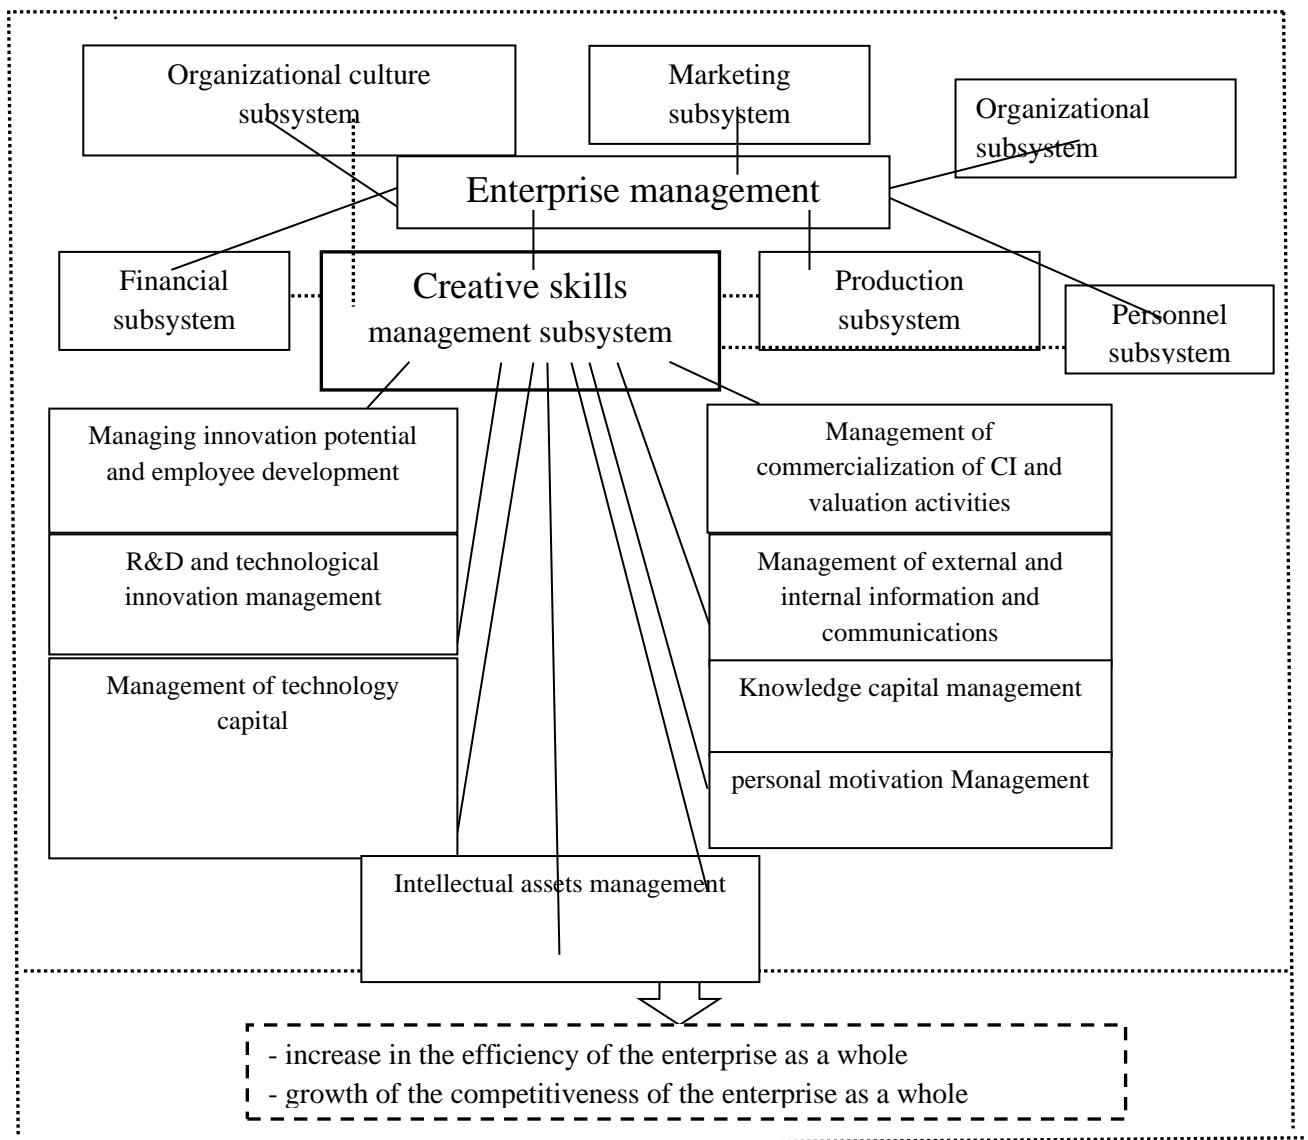 Organizational culture
subsystem
Marketing
subsystem
Organizational
subsystem
Enterprise management
Financial
subsystem
Creative skills
management subsystem
Production
subsystem
Personnel
subsystem
Managing innovation potential
and employee development
Management of
commercialization of CI and
valuation activities
R&D and technological
innovation management
Management of external and
internal information and
communications
Management of technology
capital
Knowledge capital management
personal motivation Management
Intellectual assets management
- increase in the efficiency of the enterprise as a whole
- growth of the competitiveness of the enterprise as a whole